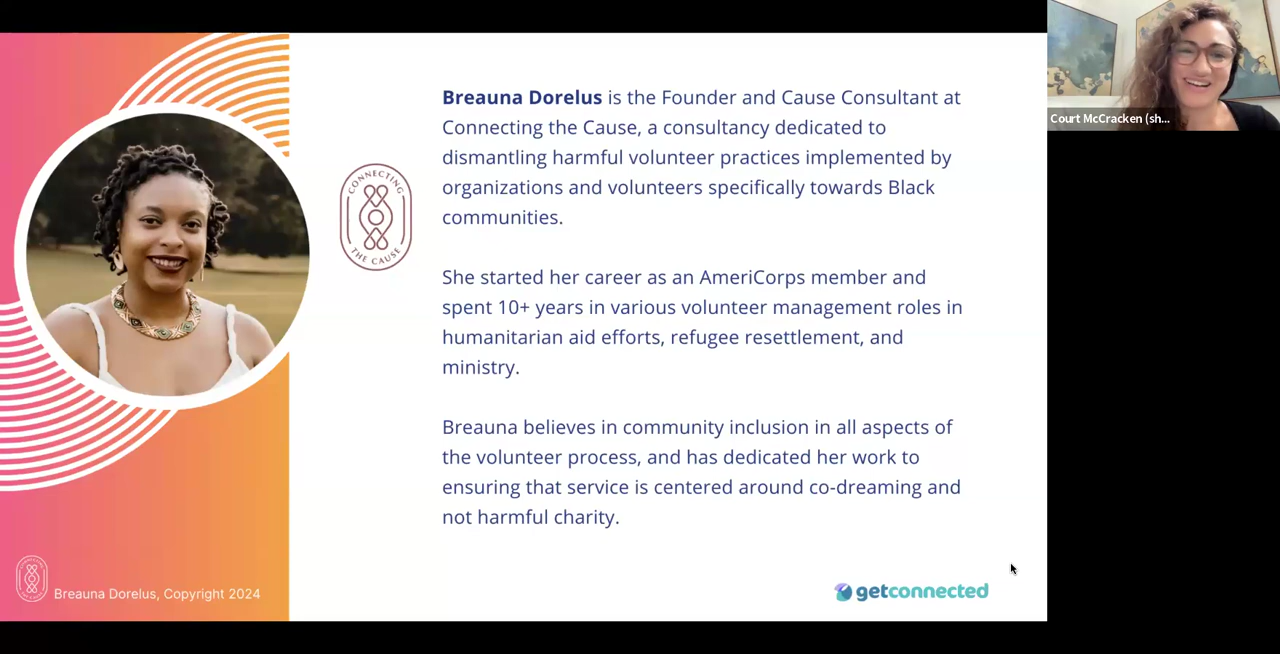 Breauna Dorelus is the Founder and Cause Consultant at
Connecting the Cause, a consultancy dedicated to
dismantling harmful volunteer practices implemented by
organizations and volunteers specifically towards Black
communities.
She started her career as an AmeriCorps member and
spent 10+ years in various volunteer management roles in
humanitarian aid efforts, refugee resettlement, and
ministry.
Breauna believes in community inclusion in all aspects of
the volunteer process, and has dedicated her work to
ensuring that service is centered around co-dreaming and
not harmful charity.
CONNECTING
THE CAUSE
Breauna Dorelus, Copyright 2024
getconnected
Court McCracken (sh...